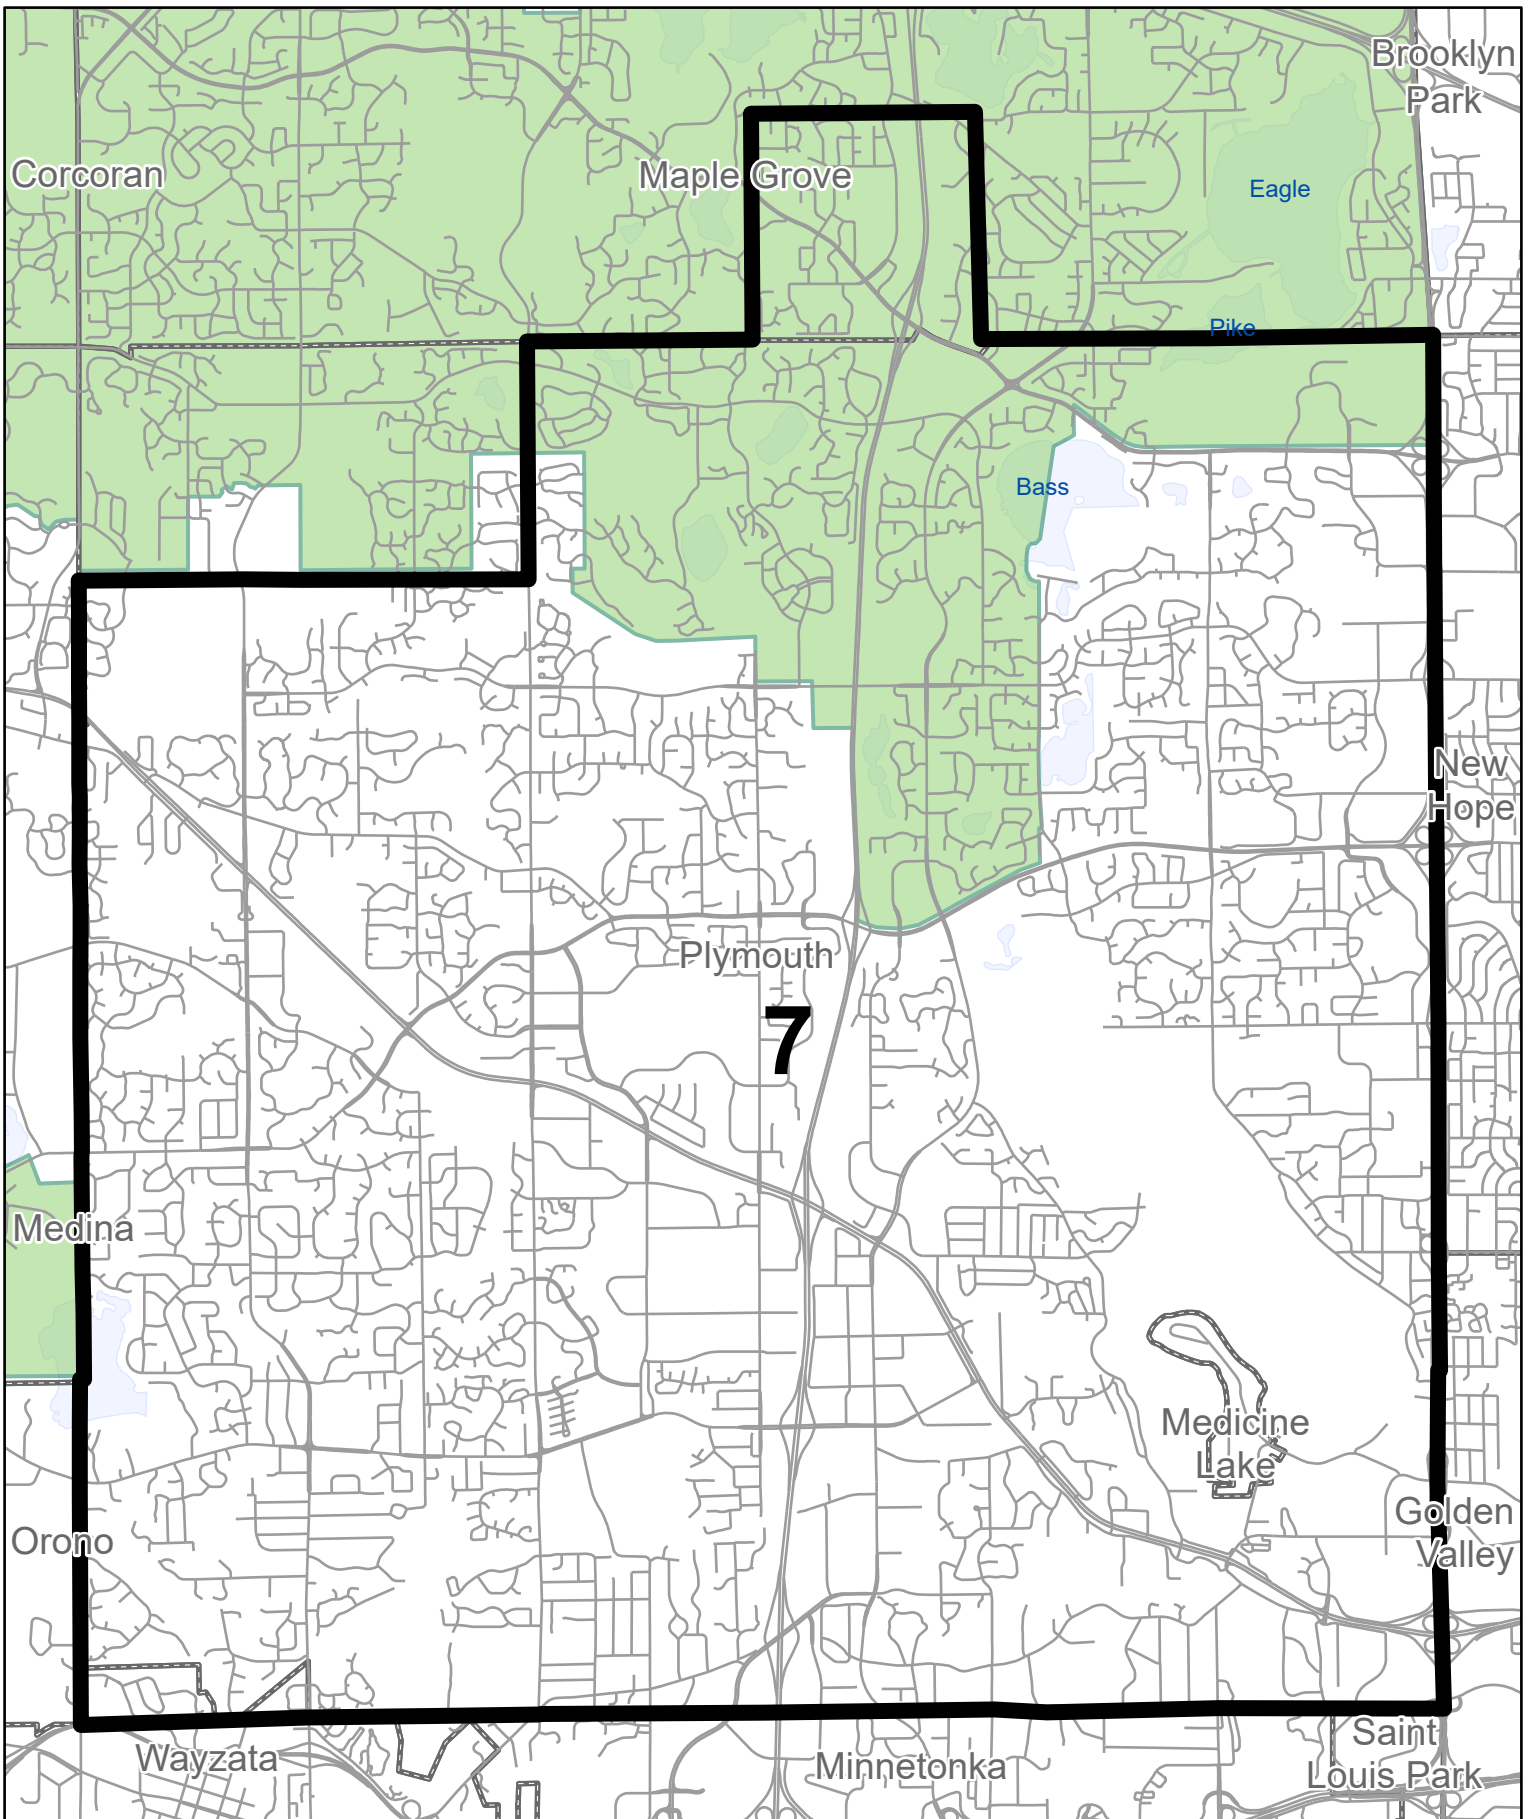 Brooklyn
Park
Corcoran
Maple Grove
Eagle
Pike
Bass
New
Hope
Plymouth
7
Medina
Medicine
Lake
Golden
Valley
Orono
Saint
Louis Park
Wayzata
Minnetonka